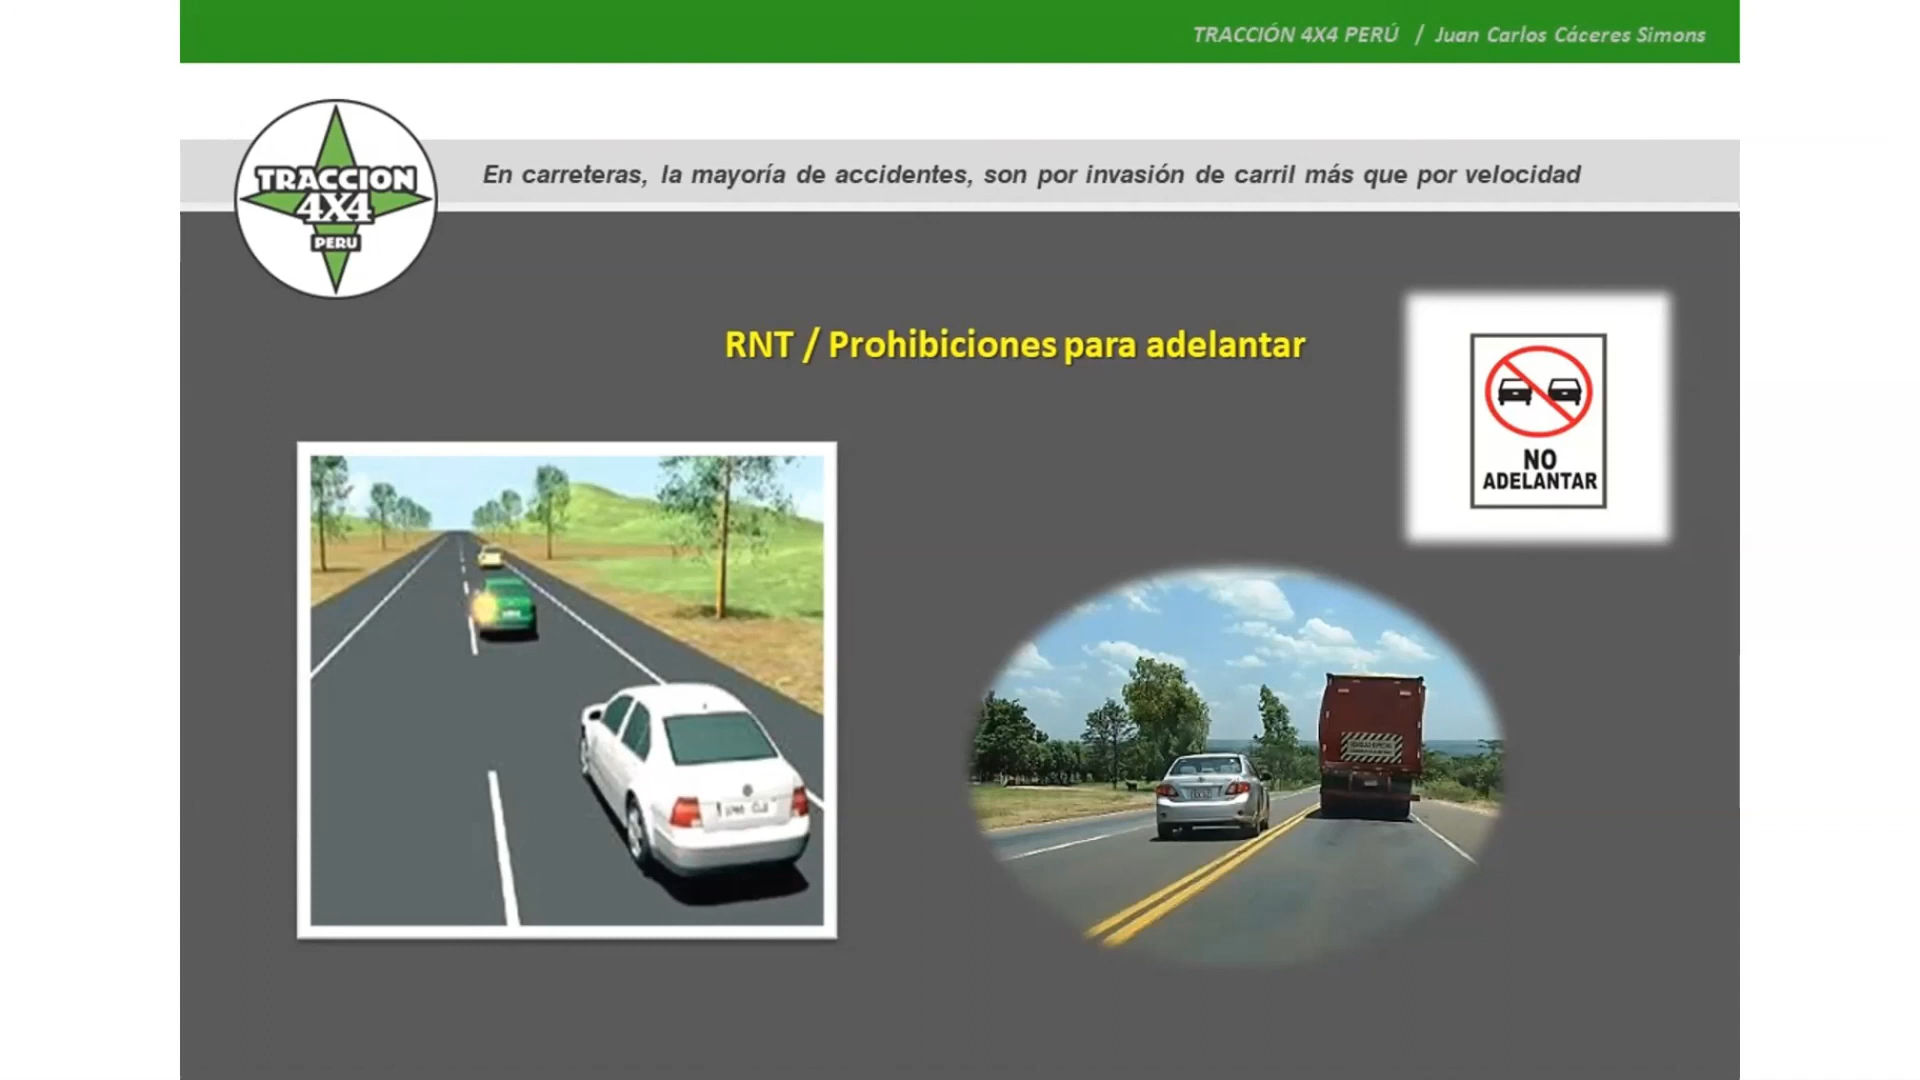 TRACCIÓN 4X4 PERÚ / Juan Carlos Cáceres Simons
TRACCION
4X4
PERU
En carreteras, la mayoría de accidentes, son por invasión de carril más que por velocidad
RNT / Prohibiciones para adelantar
NO
ADELANTAR